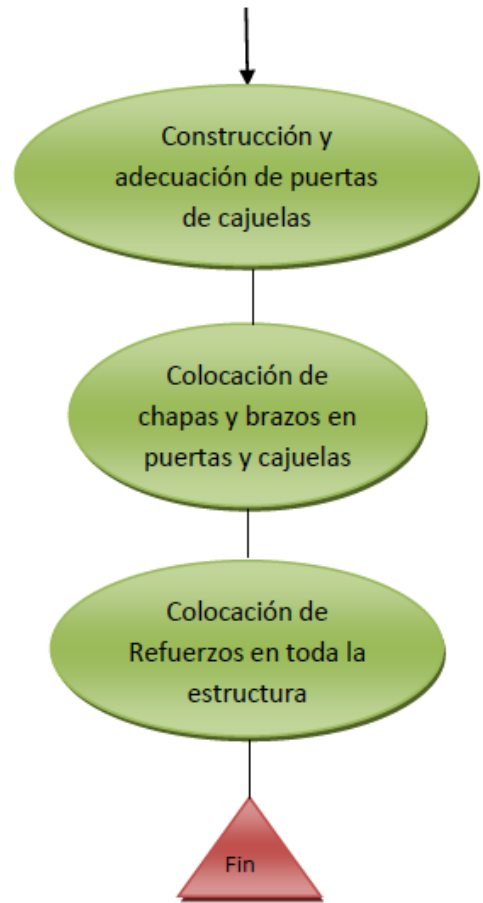 Construcción y
adecuación de puertas
de cajuelas
Colocación de
chapas y brazos en
puertas y cajuelas
Colocación de
Refuerzos en toda la
estructura
Fin